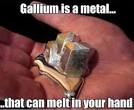 Gallium is a metal...
..that can melt in your hand